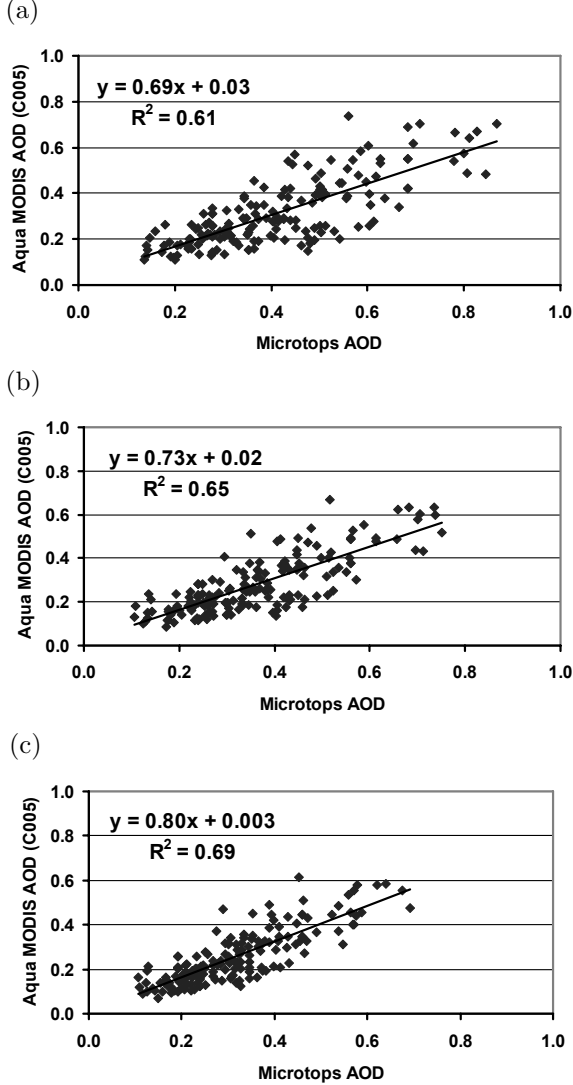 (a)
1.0
0.8
0.6
0.4
0.2
0.0
Aqua MODIS AOD (C005)
y = 0.69x + 0.03
R² = 0.61
0.0 0.2 0.4 0.6 0.8 1.0
Microtops AOD
(b)
1.0
0.8
0.6
0.4
0.2
0.0
Aqua MODIS AOD (C005)
y = 0.73x + 0.02
R² = 0.65
0.0 0.2 0.4 0.6 0.8 1.0
Microtops AOD
(c)
1.0
0.8
0.6
0.4
0.2
0.0
Aqua MODIS AOD (C005)
y = 0.80x + 0.003
R² = 0.69
0.0 0.2 0.4 0.6 0.8 1.0
Microtops AOD